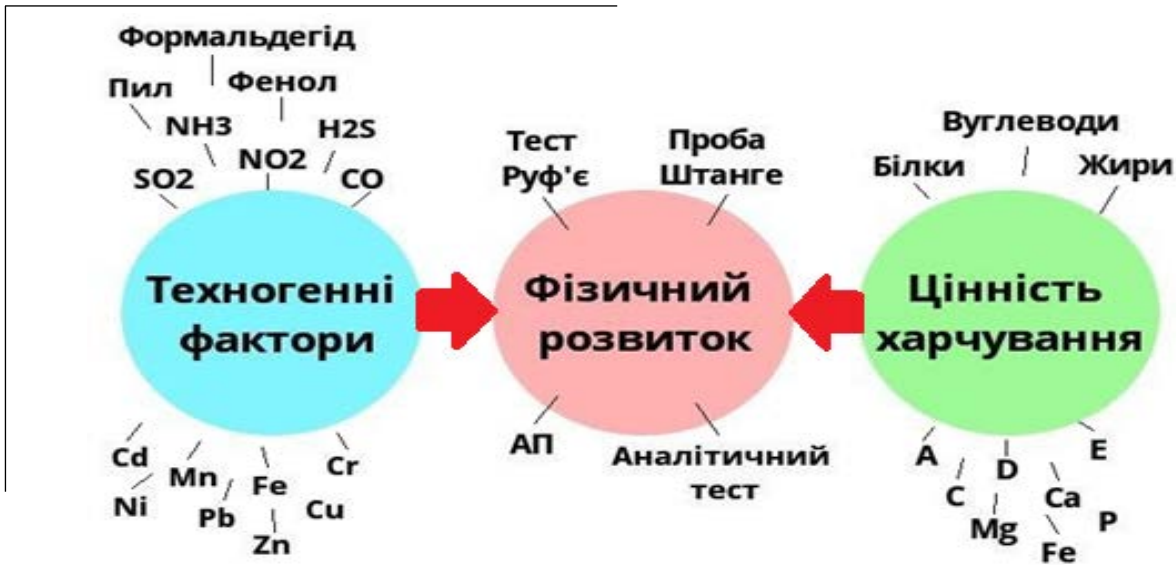 Формальдегід
Пил
Фенол
NH3
H2S
SO2
NO2
CO
Техногенні
фактори
Cd
Mn
Fe
Cr
Ni
Pb
Cu
Zn
Тест
Руф'є
Проба
Штанге
Фізичний
розвиток
АП
Аналітичний
тест
Вуглеводи
Білки
Жири
Цінність
харчування
A
D
E
C
Ca
Mg
P
Fe